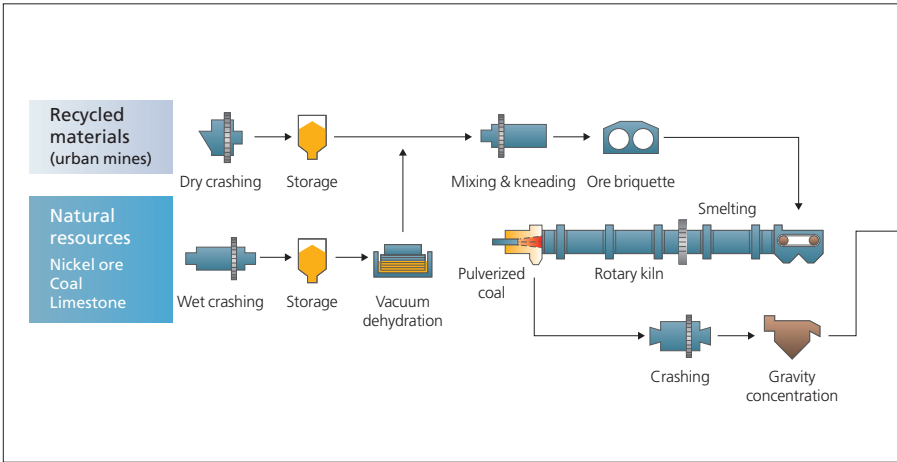 Recycled
materials
(urban mines)
Dry crashing
Storage
Mixing & kneading
Ore briquette
Natural
resources
Nickel ore
Coal
Limestone
Wet crashing
Storage
Vacuum
dehydration
Smelting
Pulverized
coal
Rotary kiln
Crashing
Gravity
concentration